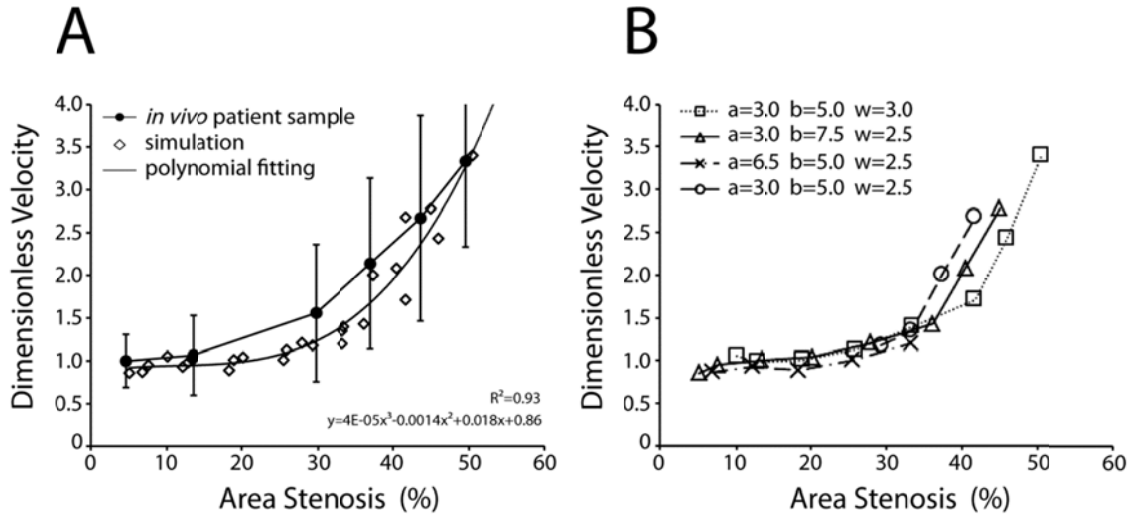 A
4.0
3.5
3.0
2.5
2.0
1.5
1.0
0.5
0
Dimensionless Velocity
in vivo patient sample
simulation
polynomial fitting
R²=0.93
y=4E-05x³-0.0014x²+0.018x+0.86
0 10 20 30 40 50 60
Area Stenosis (%)
B
4.0
3.5
3.0
2.5
2.0
1.5
1.0
0.5
0
Dimensionless Velocity
a=3.0 b=5.0 w=3.0
a=3.0 b=7.5 w=2.5
a=6.5 b=5.0 w=2.5
a=3.0 b=5.0 w=2.5
0 10 20 30 40 50 60
Area Stenosis (%)